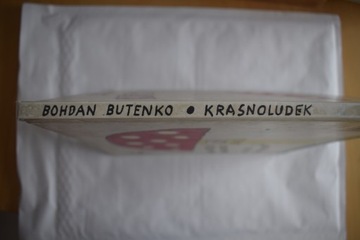 BOHDAN BUTENKO • KRASNOLUDEK